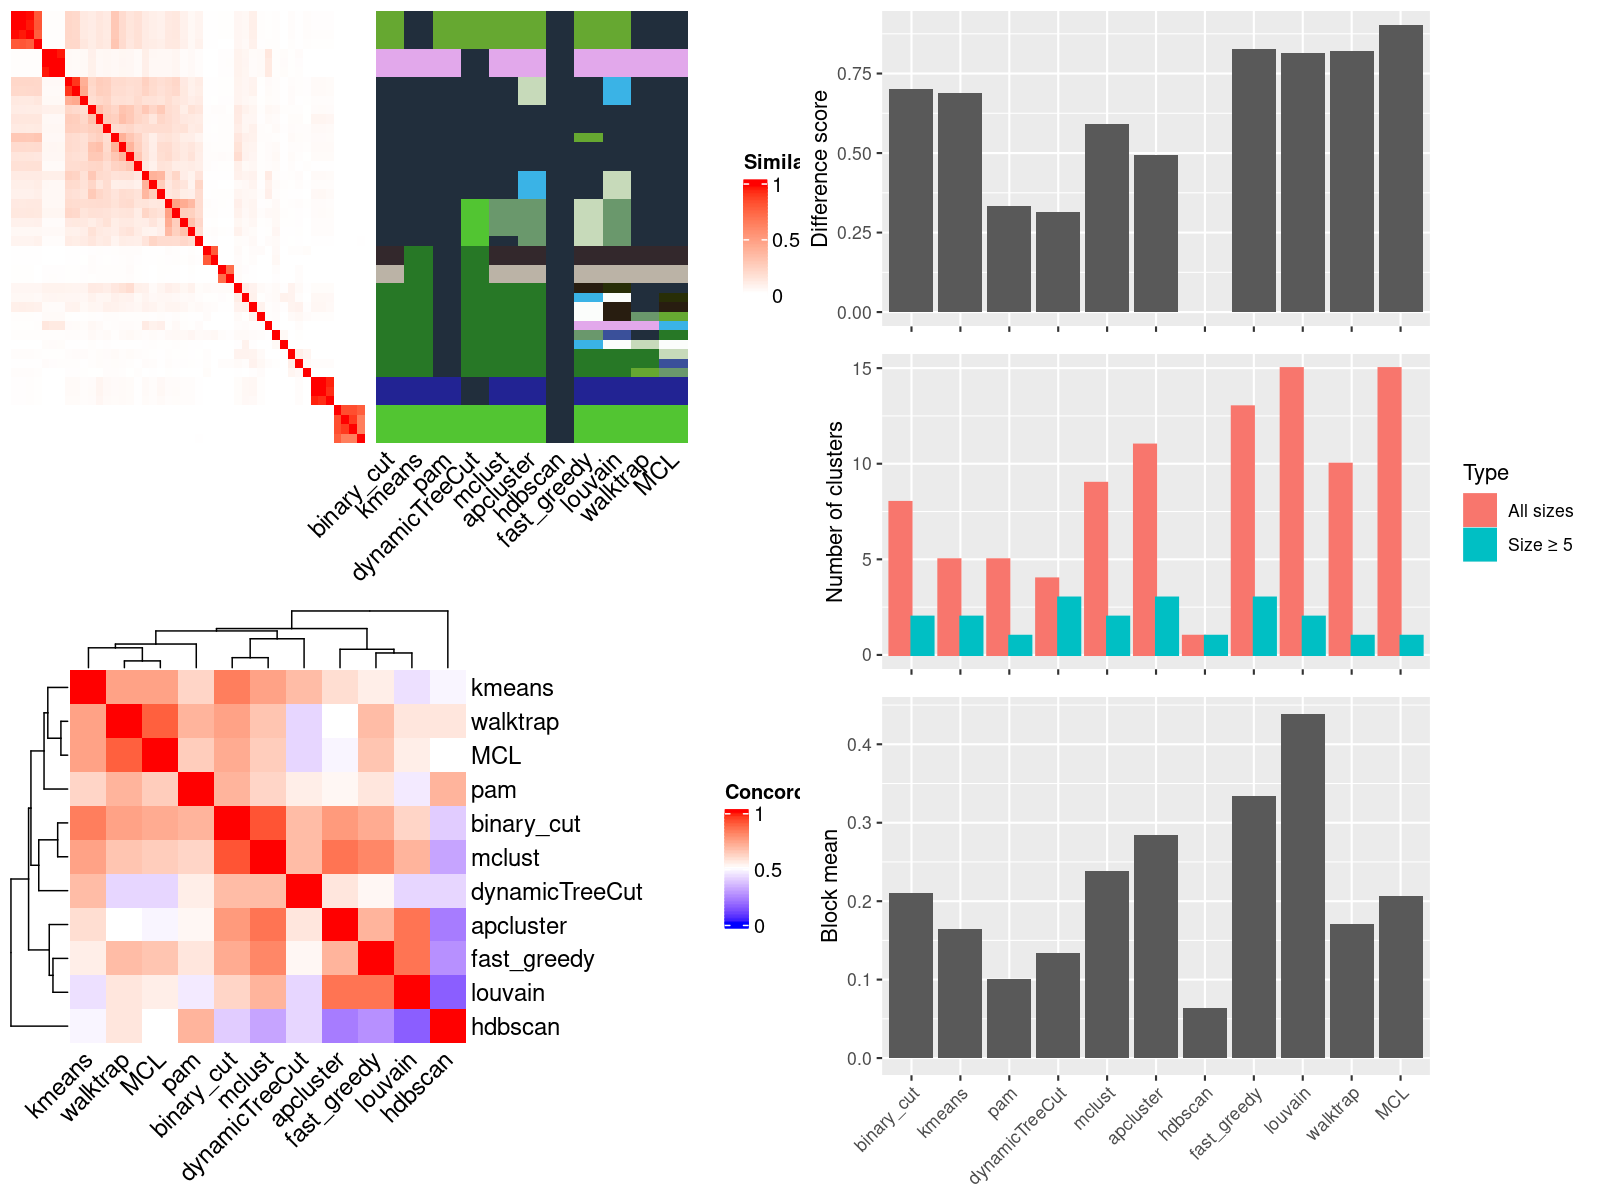 Simila
1
0.5
0
binary_cut
kmeans
pam
dynamicTreeCut
mclust
apcluster
hdbscan
fast_greedy
louvain
walktrap
MCL
Difference score
0.75
0.50
0.25
0.00
Number of clusters
15
10
5
0
Type
All sizes
Size ≥ 5
kmeans
walktrap
MCL
pam
binary_cut
mclust
dynamicTreeCut
apcluster
fast_greedy
louvain
hdbscan
kmeans
walktrap
MCL
pam
binary_cut
mclust
dynamicTreeCut
apcluster
fast_greedy
louvain
hdbscan
Concord
1
0.5
0
Block mean
0.4
0.3
0.2
0.1
0.0
binary_cut
kmeans
pam
dynamicTreeCut
mclust
apcluster
hdbscan
fast_greedy
louvain
walktrap
MCL